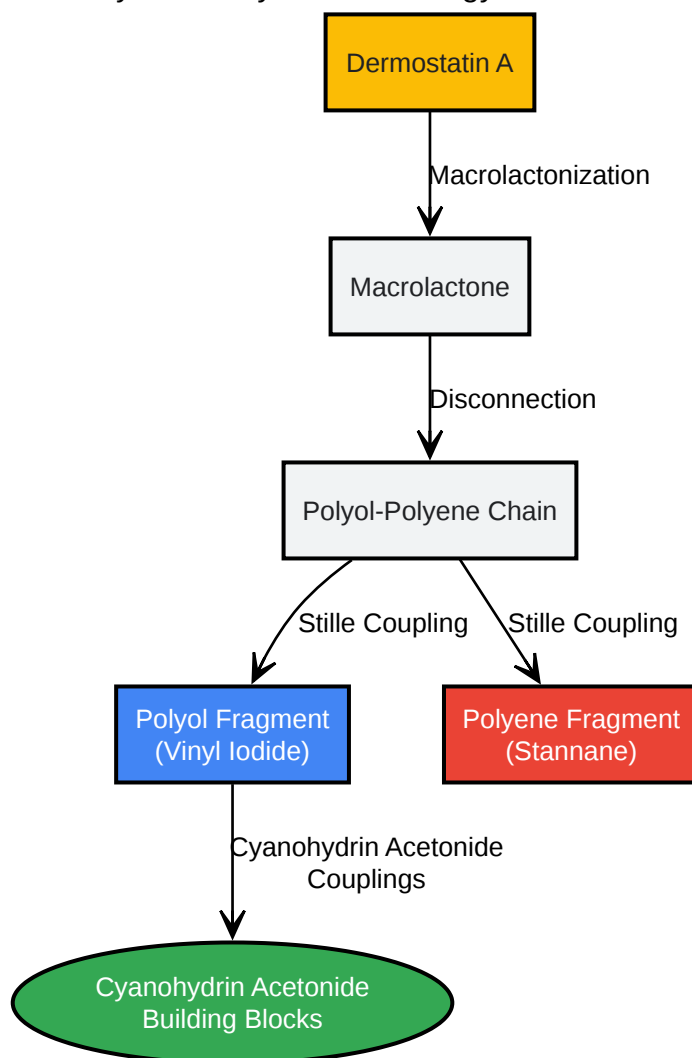 Dermostatin A
Macrolactonization
Macrolactone
Disconnection
Polyol-Polyene Chain
Stille Coupling
Stille Coupling
Polyol Fragment
(Vinyl Iodide)
Polyene Fragment
(Stannane)
Cyanohydrin Acetonide
Couplings
Cyanohydrin Acetonide
Building Blocks